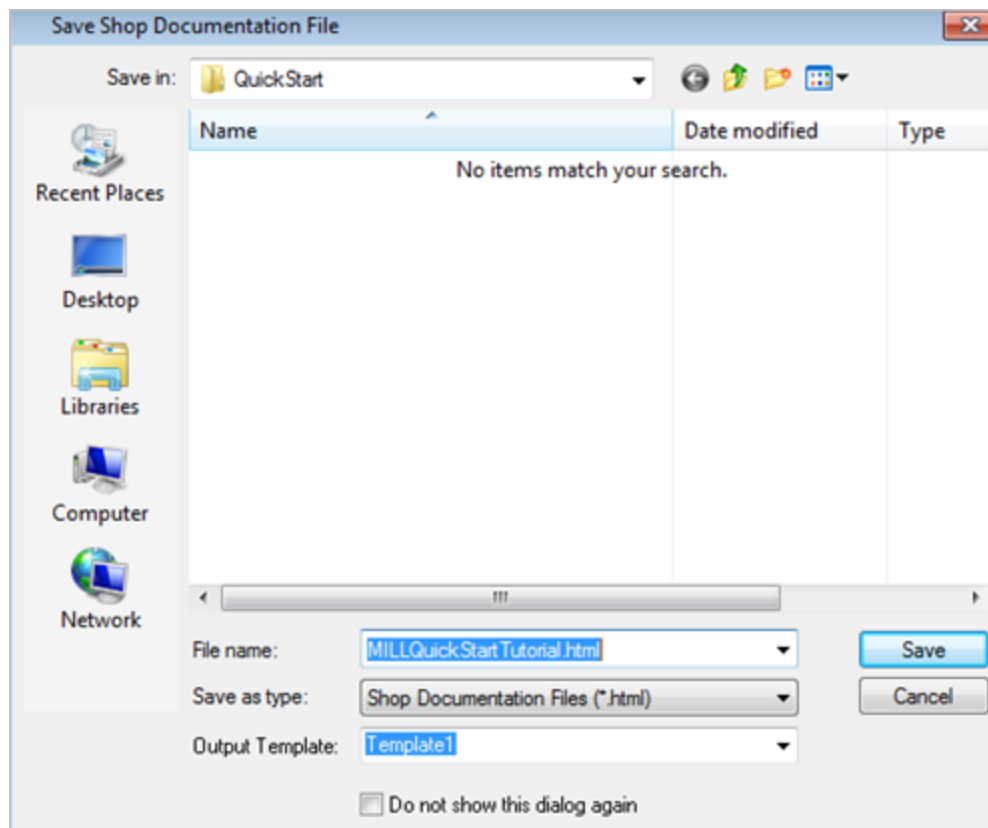 Save Shop Documentation File
Save in: QuickStart
Name Date modified Type
No items match your search.
Recent Places
Desktop
Libraries
Computer
Network
File name: MILLQuickStartTutorial.html Save
Save as type: Shop Documentation Files (*.html) Cancel
Output Template: Template1
Do not show this dialog again